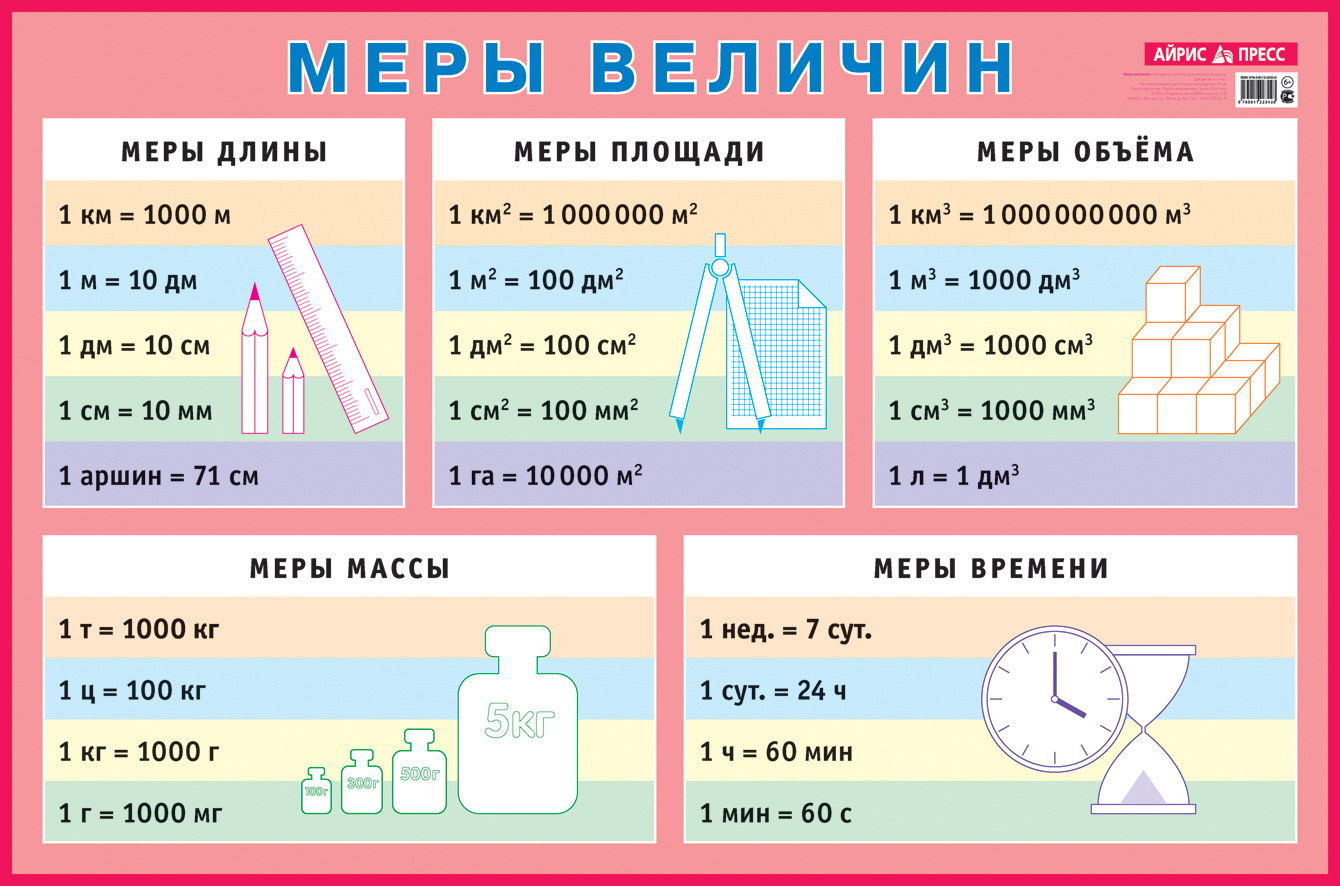 МЕРЫ ВЕЛИЧИН
АЙРИС ПРЕСС
6+
МЕРЫ ДЛИНЫ
1 км = 1000 м
1 м = 10 дм
1 дм = 10 см
1 см = 10 мм
1 аршин = 71 см
МЕРЫ ПЛОЩАДИ
1 км² = 1 000 000 м²
1 м² = 100 дм²
1 дм² = 100 см²
1 см² = 100 мм²
1 га = 10 000 м²
МЕРЫ ОБЪЁМА
1 км³ = 1 000 000 000 м³
1 м³ = 1000 дм³
1 дм³ = 1000 см³
1 см³ = 1000 мм³
1 л = 1 дм³
МЕРЫ МАССЫ
1 т = 1000 кг
1 ц = 100 кг
1 кг = 1000 г
1 г = 1000 мг
100г
300г
500г
5кг
МЕРЫ ВРЕМЕНИ
1 нед. = 7 сут.
1 сут. = 24 ч
1 ч = 60 мин
1 мин = 60 с